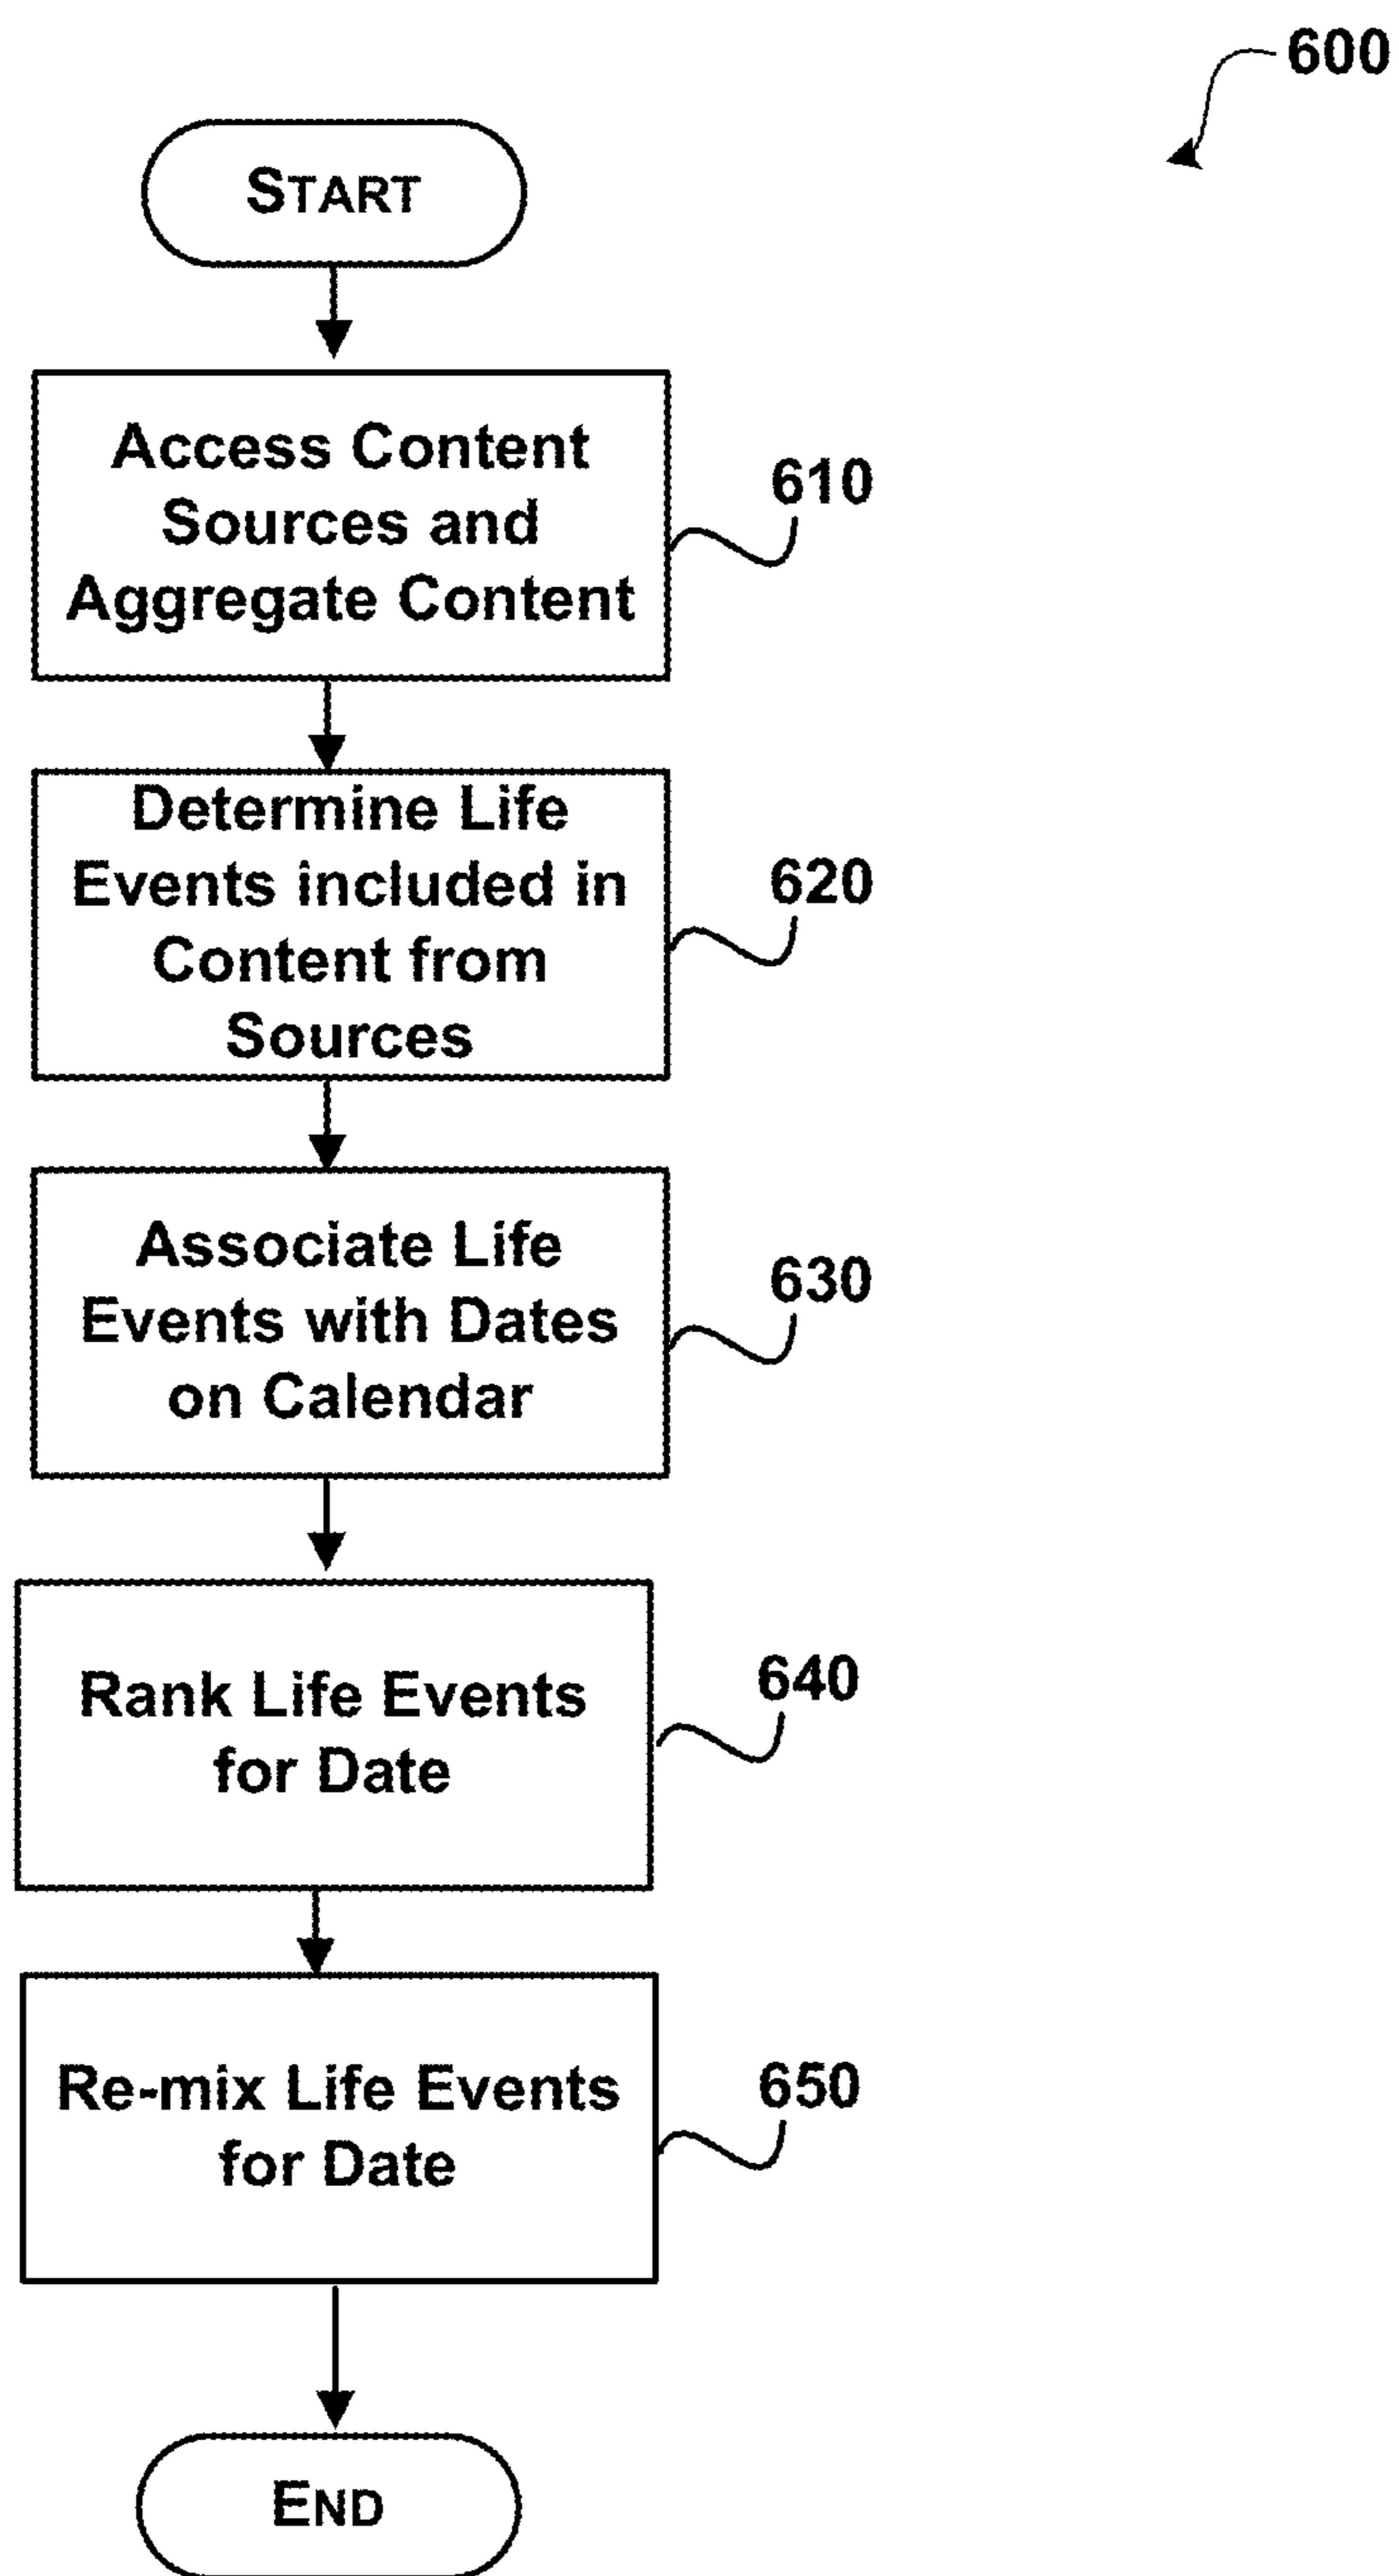 600
START
Access Content
Sources and
Aggregate Content
610
Determine Life
Events included in
Content from
Sources
620
Associate Life
Events with Dates
on Calendar
630
Rank Life Events
for Date
640
Re-mix Life Events
for Date
650
END